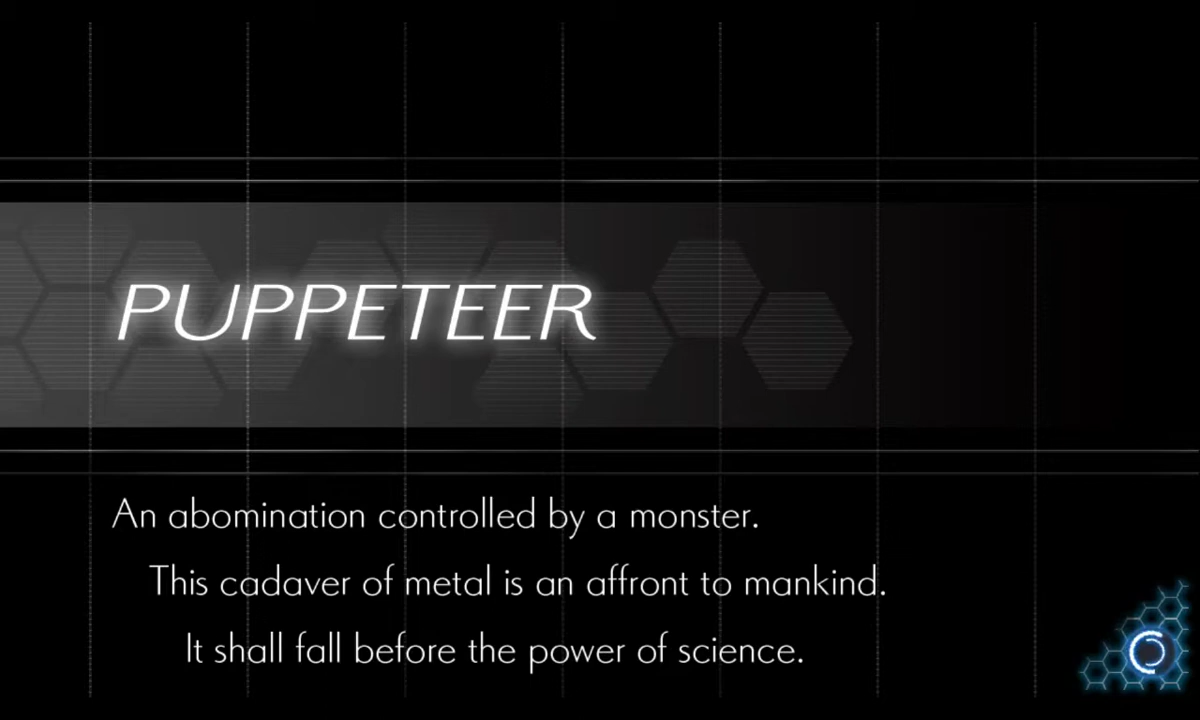 PUPPETEER
An abomination controlled by a monster.
This cadaver of metal is an affront to mankind.
It shall fall before the power of science.